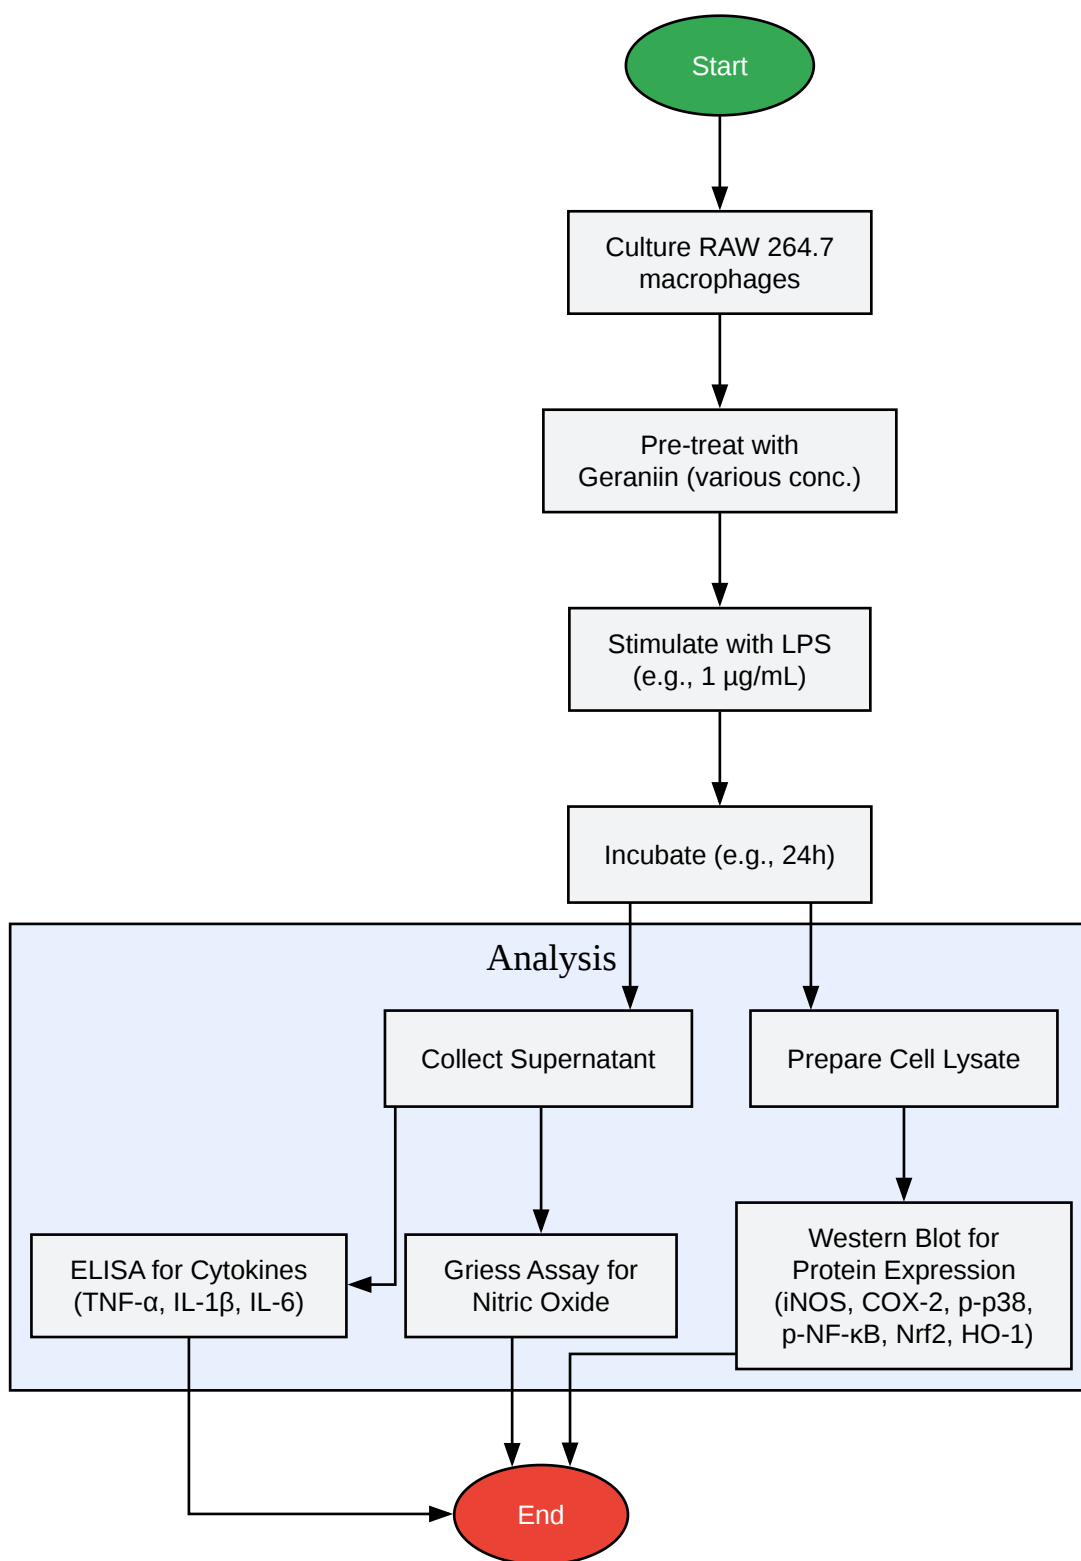 Start
Culture RAW 264.7
macrophages
Pre-treat with
Geraniin (various conc.)
Stimulate with LPS
(e.g., 1 µg/mL)
Incubate (e.g., 24h)
Analysis
Collect Supernatant
Prepare Cell Lysate
ELISA for Cytokines
(TNF-α, IL-1β, IL-6)
Griess Assay for
Nitric Oxide
Western Blot for
Protein Expression
(iNOS, COX-2, p-p38,
p-NF-κB, Nrf2, HO-1)
End